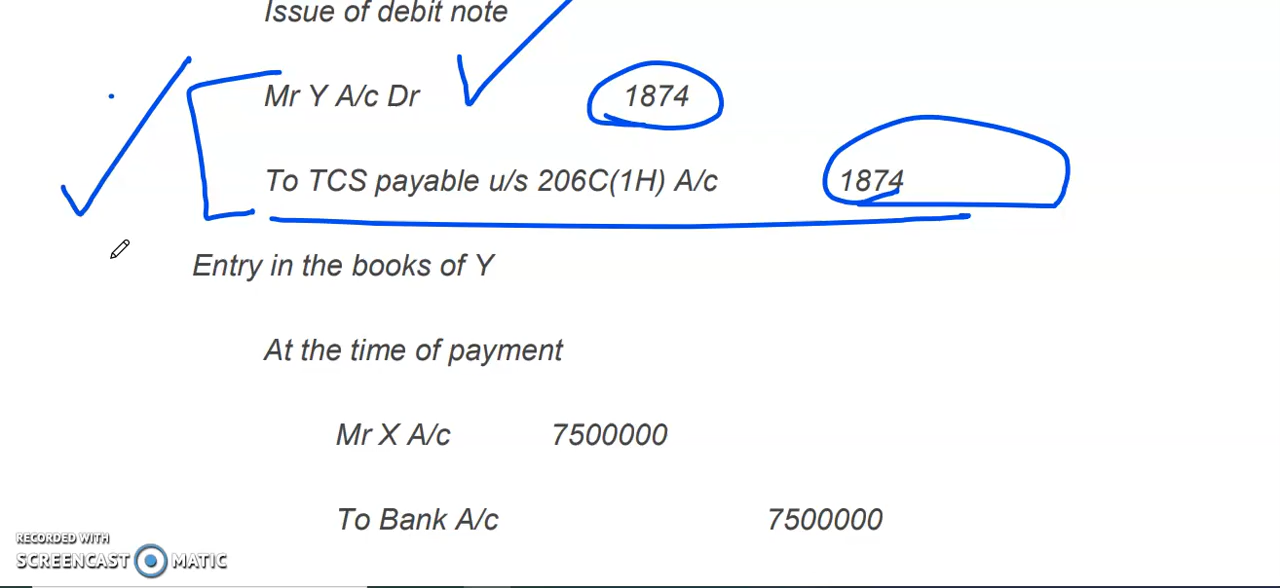 Issue of debit note
Mr Y A/c Dr 1874
To TCS payable u/s 206C(1H) A/c 1874
Entry in the books of Y
At the time of payment
Mr X A/c 7500000
To Bank A/c 7500000
RECORDED WITH
SCREENCAST MATIC